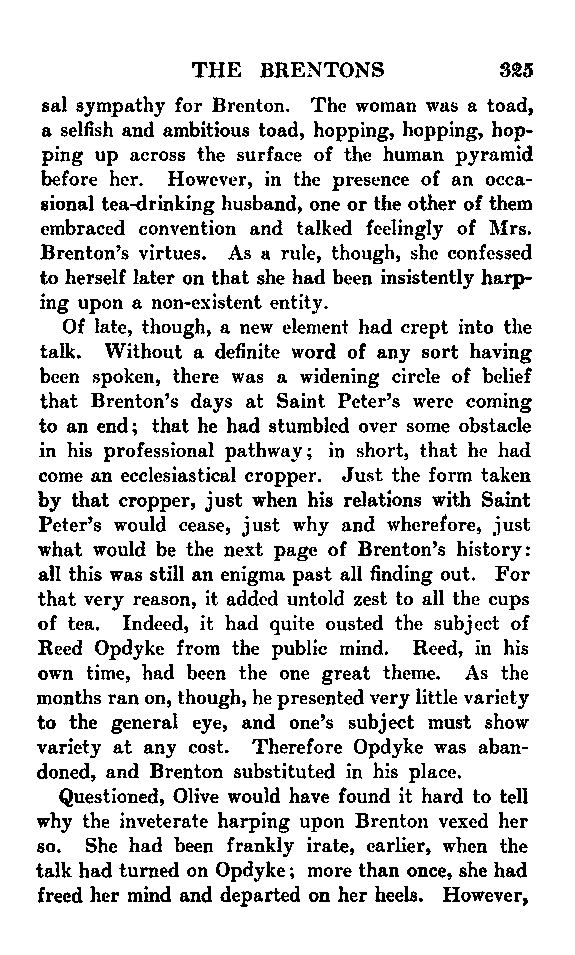 THE BRENTONS 325
sal sympathy for Brenton. The woman was a toad,
a selfish and ambitious toad, hopping, hopping, hop-
ping up across the surface of the human pyramid
before her. However, in the presence of an occa-
sional tea-drinking husband, one or the other of them
embraced convention and talked feelingly of Mrs.
Brenton's virtues. As a rule, though, she confessed
to herself later on that she had been insistently harp-
ing upon a non-existent entity.
Of late, though, a new element had crept into the
talk. Without a definite word of any sort having
been spoken, there was a widening circle of belief
that Brenton's days at Saint Peter's were coming
to an end; that he had stumbled over some obstacle
in his professional pathway; in short, that he had
come an ecclesiastical cropper. Just the form taken
by that cropper, just when his relations with Saint
Peter's would cease, just why and wherefore, just
what would be the next page of Brenton's history:
all this was still an enigma past all finding out. For
that very reason, it added untold zest to all the cups
of tea. Indeed, it had quite ousted the subject of
Reed Opdyke from the public mind. Reed, in his
own time, had been the one great theme. As the
months ran on, though, he presented very little variety
to the general eye, and one's subject must show
variety at any cost. Therefore Opdyke was aban-
doned, and Brenton substituted in his place.
Questioned, Olive would have found it hard to tell
why the inveterate harping upon Brenton vexed her
so. She had been frankly irate, earlier, when the
talk had turned on Opdyke; more than once, she had
freed her mind and departed on her heels. However,